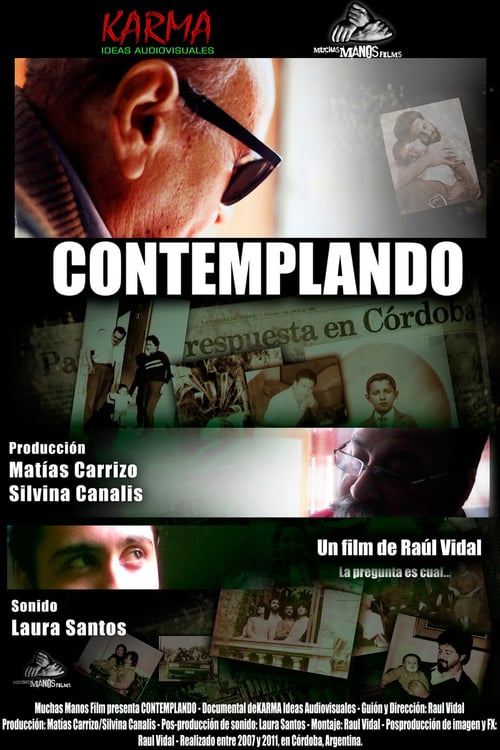 KARMA
IDEAS AUDIOVISUALES
MUCHAS MANOS FILMS
CONTEMPLANDO
respuesta en Córdoba
Producción
Matías Carrizo
Silvina Canalis
Un film de Raúl Vidal
La pregunta es cual...
Sonido
Laura Santos
MUCHAS MANOS FILMS
Muchas Manos Film presenta CONTEMPLANDO - Documental deKARMA Ideas Audiovisuales - Guión y Dirección: Raul Vidal
Producción: Matías Carrizo/Silvina Canalis - Pos-producción de sonido: Laura Santos - Montaje: Raul Vidal - Posproducción de imagen y FX:
Raul Vidal - Realizado entre 2007 y 2011, en Córdoba, Argentina.